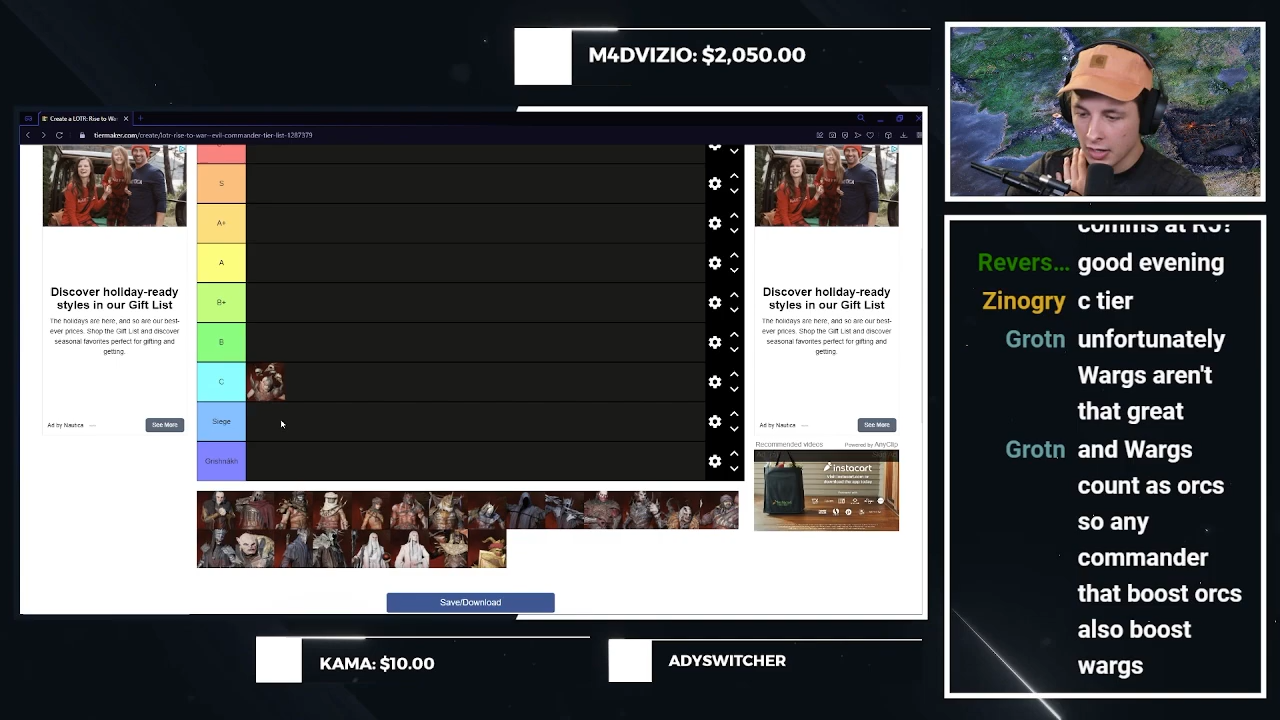 M4DVIZIO: $2,050.00
Create a LOTR: Rise to Wa
tiermaker.com/create/lotr-rise-to-war--evil-commander-tier-list-1287379
S
A+
A
B+
B
C
Siege
Grishnákh
Discover holiday-ready
styles in our Gift List
The holidays are here, and so are our best-
ever prices. Shop the Gift List and discover
seasonal favorites perfect for gifting and
getting.
Ad by Nautica
See More
Discover holiday-ready
styles in our Gift List
The holidays are here, and so are our best-
ever prices. Shop the Gift List and discover
seasonal favorites perfect for gifting and
getting.
Ad by Nautica
See More
Recommended videos
Powered by AnyClip
instacart
Save/Download
KAMA: $10.00
ADYSWITCHER
comms at RJ?
Revers… good evening
Zinogry c tier
Grotn unfortunately
Wargs aren't
that great
Grotn and Wargs
count as orcs
so any
commander
that boost orcs
also boost
wargs